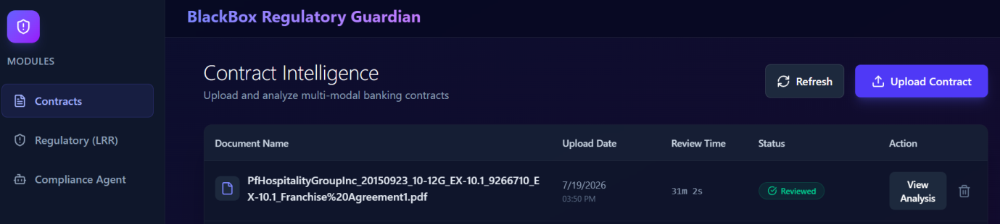 BlackBox Regulatory Guardian
MODULES
Contracts
Regulatory (LRR)
Compliance Agent
Contract Intelligence
Upload and analyze multi-modal banking contracts
Refresh
Upload Contract
Document Name
Upload Date
Review Time
Status
Action
PfHospitalityGroupInc_20150923_10-12G_EX-10.1_9266710_E
X-10.1_Franchise%20Agreement1.pdf
7/19/2026
03:50 PM
31m 2s
Reviewed
View
Analysis